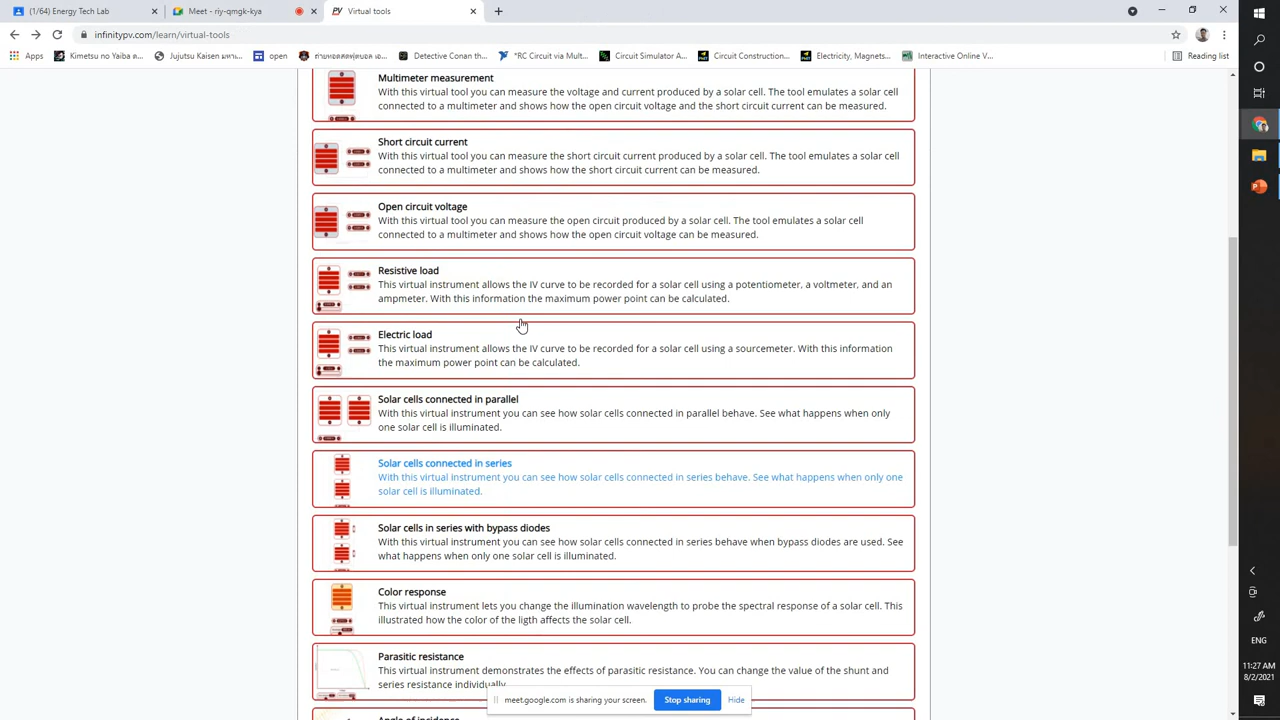 (1/64) Energy Tech Lab
Meet - riy-qmgk-kya
Virtual tools
infinitypv.com/learn/virtual-tools
Apps
Kimetsu no Yaiba ด
Jujutsu Kaisen มหา...
open
Detective Conan th...
"RC Circuit via Mult...
Circuit Simulator A...
Circuit Construction...
Electricity, Magnets...
Interactive Online V...
Reading list
Multimeter measurement
With this virtual tool you can measure the voltage and current produced by a solar cell. The tool emulates a solar cell
connected to a multimeter and shows how the open circuit voltage and the short circuit current can be measured.
Short circuit current
With this virtual tool you can measure the short circuit current produced by a solar cell. The tool emulates a solar cell
connected to a multimeter and shows how the short circuit current can be measured.
Open circuit voltage
With this virtual tool you can measure the open circuit produced by a solar cell. The tool emulates a solar cell
connected to a multimeter and shows how the open circuit voltage can be measured.
Resistive load
This virtual instrument allows the IV curve to be recorded for a solar cell using a potentiometer, a voltmeter, and an
ampmeter. With this information the maximum power point can be calculated.
Electric load
This virtual instrument allows the IV curve to be recorded for a solar cell using a sourcemeter. With this information
the maximum power point can be calculated.
Solar cells connected in parallel
With this virtual instrument you can see how solar cells connected in parallel behave. See what happens when only
one solar cell is illuminated.
Solar cells connected in series
With this virtual instrument you can see how solar cells connected in series behave. See what happens when only one
solar cell is illuminated.
Solar cells in series with bypass diodes
With this virtual instrument you can see how solar cells connected in series behave when bypass diodes are used. See
what happens when only one solar cell is illuminated.
Color response
This virtual instrument lets you change the illumination wavelength to probe the spectral response of a solar cell. This
illustrated how the color of the ligth affects the solar cell.
Parasitic resistance
This virtual instrument demonstrates the effects of parasitic resistance. You can change the value of the shunt and
series resistance individually.
meet.google.com is sharing your screen.
Stop sharing
Hide
Angle of incidence
ENG
11:27 AM
8/2/2021